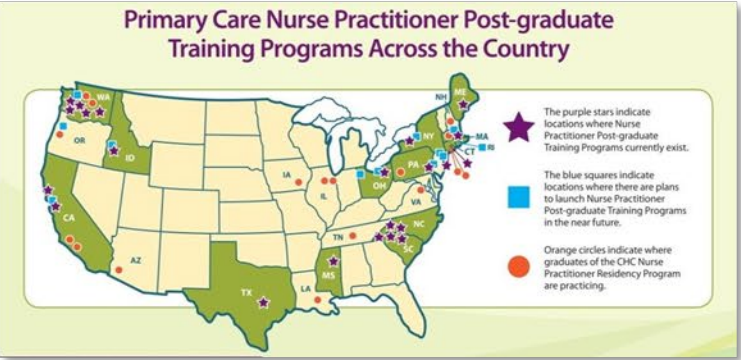 Primary Care Nurse Practitioner Post-graduate
Training Programs Across the Country
WA
OR
ID
CA
AZ
TX
IA
IL
TN
MS
LA
OH
PA
NY
NH
ME
MA
RI
CT
VA
NC
SC
The purple stars indicate
locations where Nurse
Practitioner Post-graduate
Training Programs currently exist.
The blue squares indicate
locations where there are plans
to launch Nurse Practitioner
Post-graduate Training Programs
in the near future.
Orange circles indicate where
graduates of the CHC Nurse
Practitioner Residency Program
are practicing.